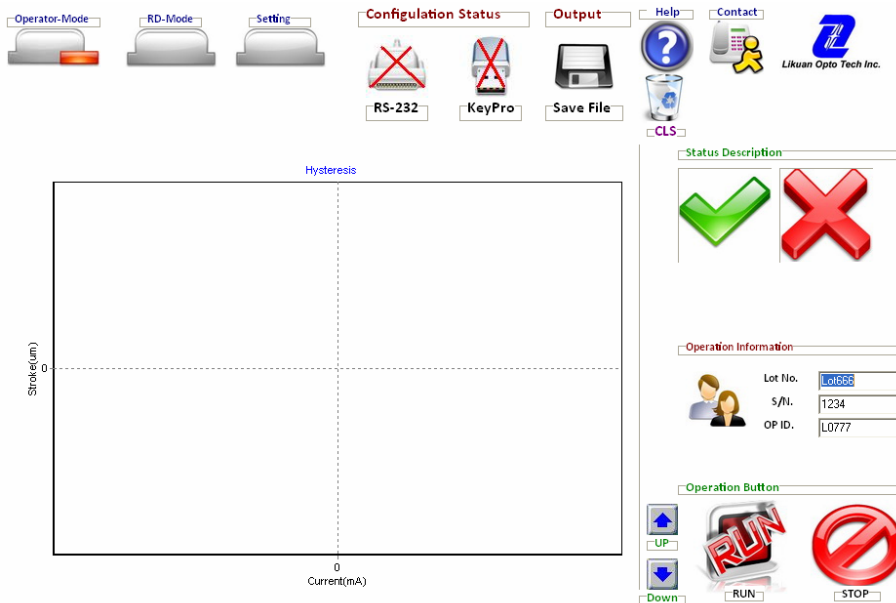 Operator-Mode
RD-Mode
Setting
Configulation Status
Output
Help
Contact
Likuan Opto Tech Inc.
RS-232
KeyPro
Save File
CLS
Status Description
Hysteresis
Stroke(um)
0
0
Current(mA)
Operation Information
Lot No.
Lot666
S/N.
1234
OP ID.
L0777
Operation Button
UP
Down
RUN
RUN
STOP